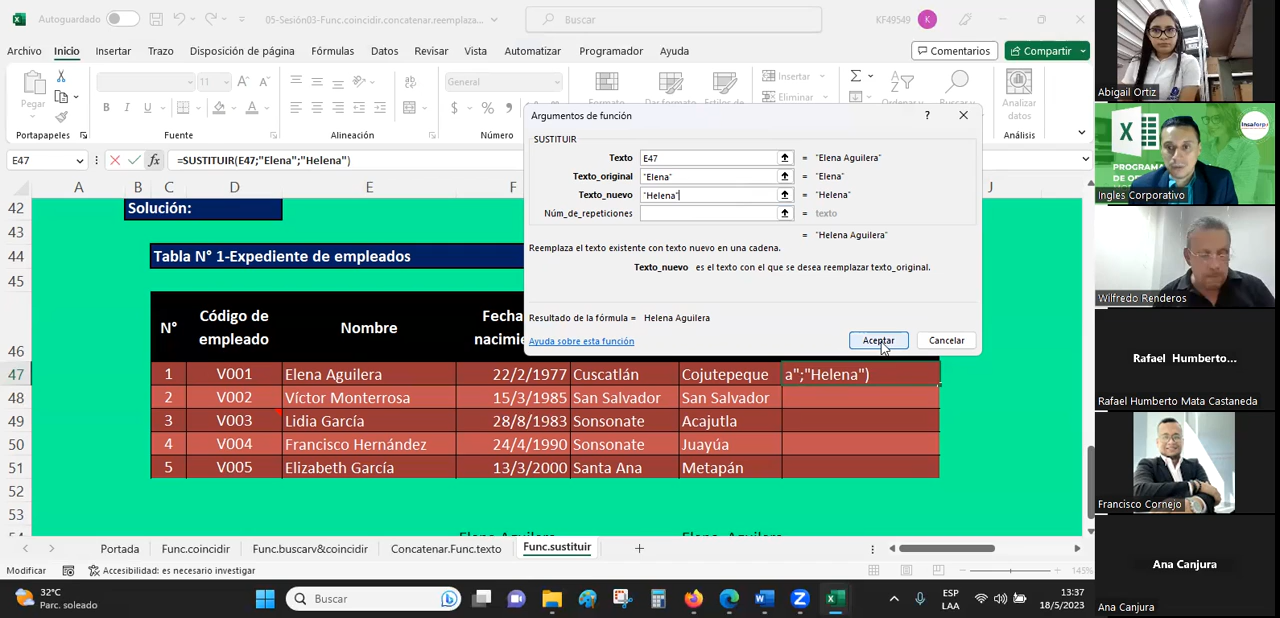 Autoguardado
05-Sesión03-Func.coincidir.concatenar.reemplaza...
Buscar
KF49549
K
Archivo Inicio Insertar Trazo Disposición de página Fórmulas Datos Revisar Vista Automatizar Programador Ayuda
Comentarios
Compartir
Pegar
11
N K S
General
$ %
Insertar
Eliminar
Analizar
datos
Portapapeles
Fuente
Alineación
Número
Análisis
E47
fx
=SUSTITUIR(E47;"Elena";"Helena")
Argumentos de función
?
SUSTITUIR
Texto E47 = "Elena Aguilera"
Texto_original "Elena" = "Elena"
Texto_nuevo "Helena" = "Helena"
Núm_de_repeticiones = texto
= "Helena Aguilera"
Reemplaza el texto existente con texto nuevo en una cadena.
Texto_nuevo es el texto con el que se desea reemplazar texto_original.
Resultado de la fórmula = Helena Aguilera
Ayuda sobre esta función
Aceptar
Cancelar
A B C D E F J
42 Solución:
43
44 Tabla N° 1-Expediente de empleados
45
46 N° Código de empleado Nombre Fecha
47 1 V001 Elena Aguilera 22/2/1977 Cuscatlán Cojutepeque a";"Helena")
48 2 V002 Víctor Monterrosa 15/3/1985 San Salvador San Salvador
49 3 V003 Lidia García 28/8/1983 Sonsonate Acajutla
50 4 V004 Francisco Hernández 24/4/1990 Sonsonate Juayúa
51 5 V005 Elizabeth García 13/3/2000 Santa Ana Metapán
52
53
Portada Func.coincidir Func.buscarv&coincidir Concatenar.Func.texto Func.sustituir
Modificar
Accesibilidad: es necesario investigar
145%
32°C
Parc. soleado
Buscar
ESP
LAA
13:37
18/5/2023
Abigail Ortiz
Insaforp
PROGRAMA
DE O
Ingles Corporativo
Wilfredo Renderos
Rafael Humberto...
Rafael Humberto Mata Castaneda
Francisco Cornejo
Ana Canjura
Ana Canjura